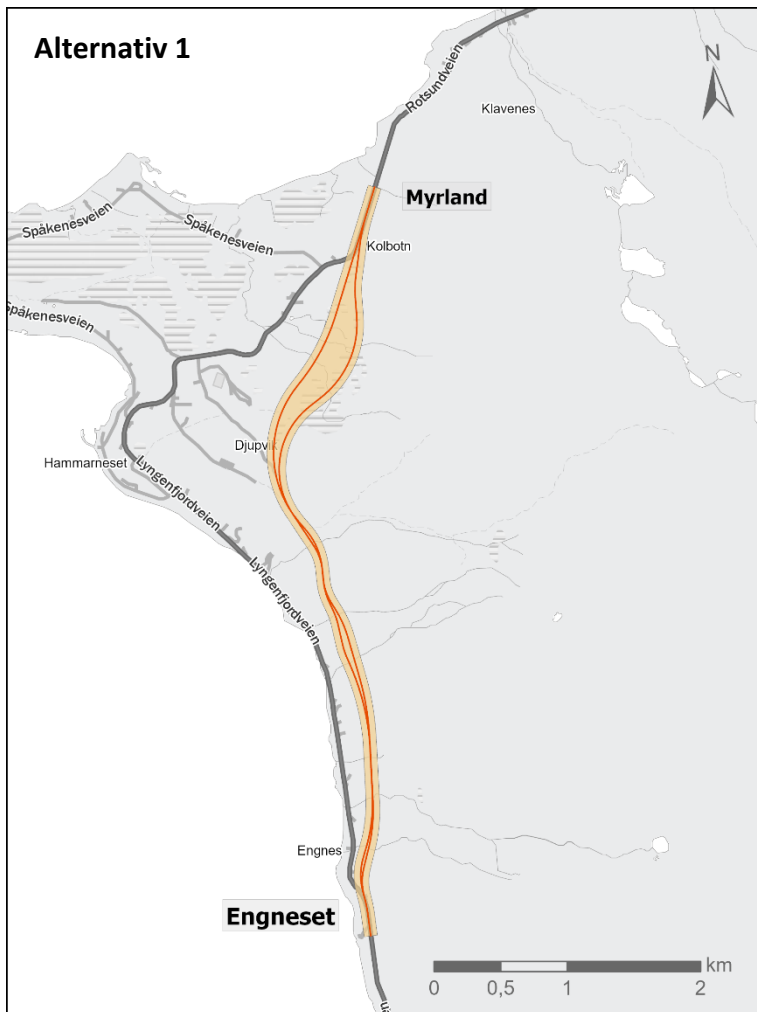 Alternativ 1
Rotsundveien
N
Klavenes
Myrland
Spåkenesveien
Spåkenesveien
Kolbotn
Spåkenesveien
Djupvik
Hammarneset
Lyngenfjordveien
Lyngenfjordveien
Engnes
Engneset
km
0 0,5 1 2